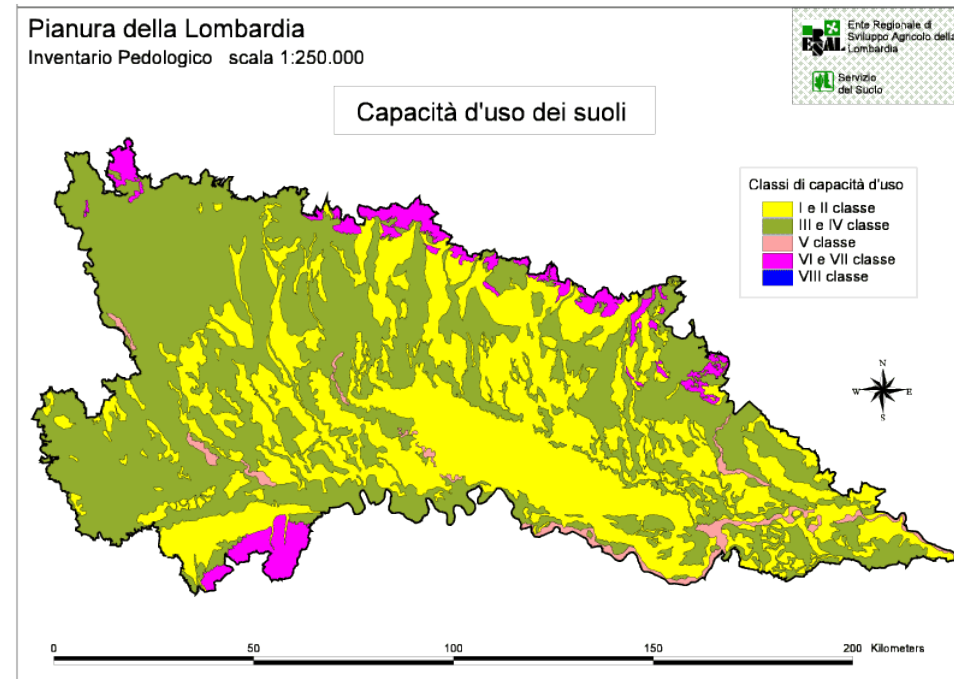 Pianura della Lombardia
Inventario Pedologico scala 1:250.000
ERSAL
Ente Regionale di
Sviluppo Agricolo della
Lombardia
Servizio
del Suolo
Capacità d'uso dei suoli
Classi di capacità d'uso
I e II classe
III e IV classe
V classe
VI e VII classe
VIII classe
N
W E
S
0 50 100 150 200 Kilometers